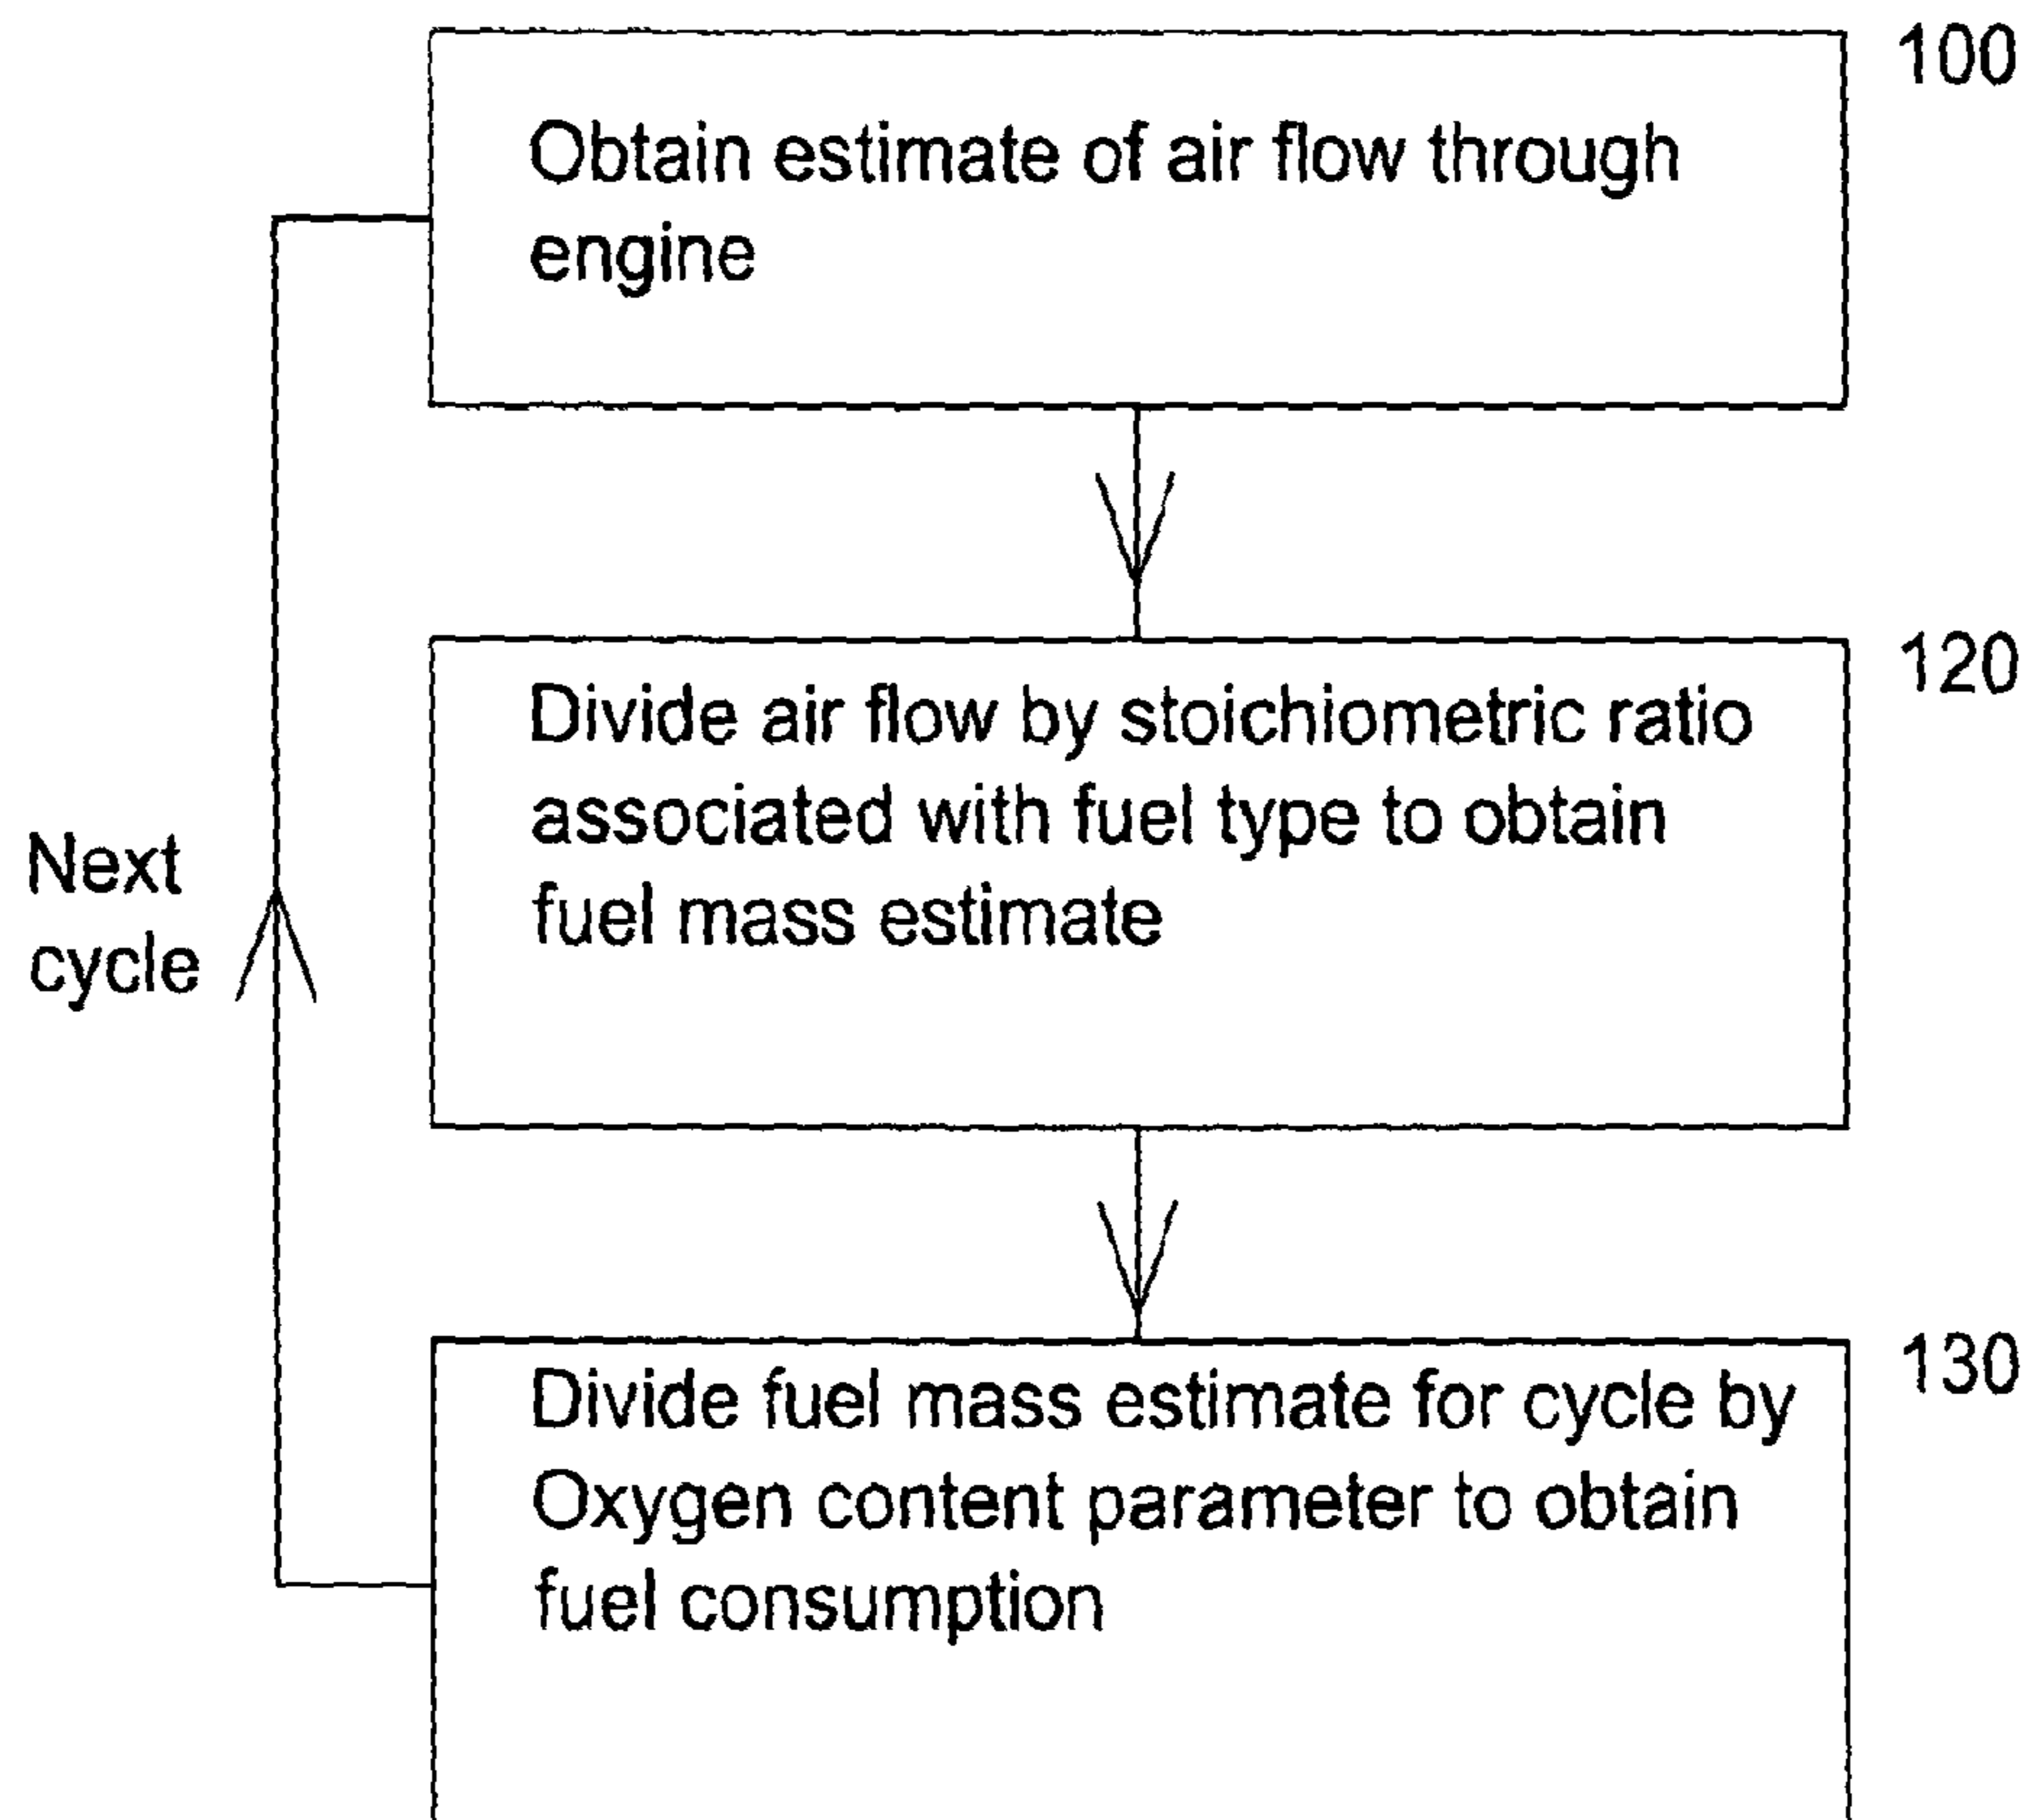 100
Obtain estimate of air flow through
engine
120
Divide air flow by stoichiometric ratio
associated with fuel type to obtain
fuel mass estimate
Next
cycle
130
Divide fuel mass estimate for cycle by
Oxygen content parameter to obtain
fuel consumption